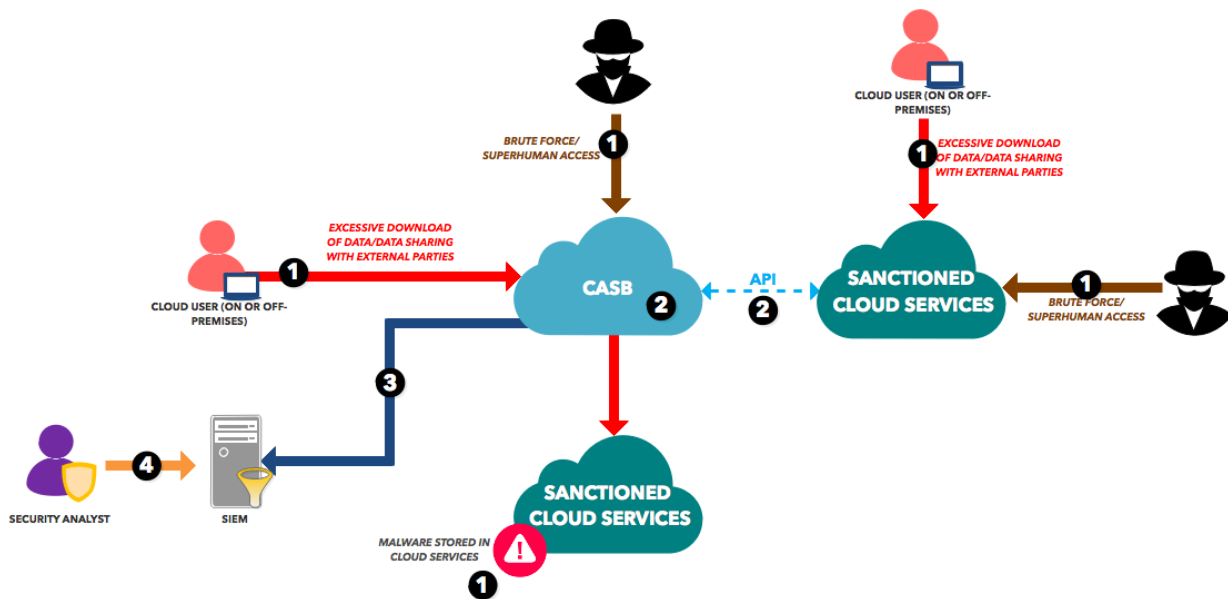 CLOUD USER (ON OR OFF-
PREMISES)
BRUTE FORCE/
SUPERHUMAN ACCESS
1
1
EXCESSIVE DOWNLOAD
OF DATA/DATA SHARING
WITH EXTERNAL PARTIES
EXCESSIVE DOWNLOAD
OF DATA/DATA SHARING
WITH EXTERNAL PARTIES
1
CLOUD USER (ON OR OFF-
PREMISES)
CASB
2
API
2
SANCTIONED
CLOUD SERVICES
1
BRUTE FORCE/
SUPERHUMAN ACCESS
3
4
SECURITY ANALYST
SIEM
SANCTIONED
CLOUD SERVICES
MALWARE STORED IN
CLOUD SERVICES
!
1